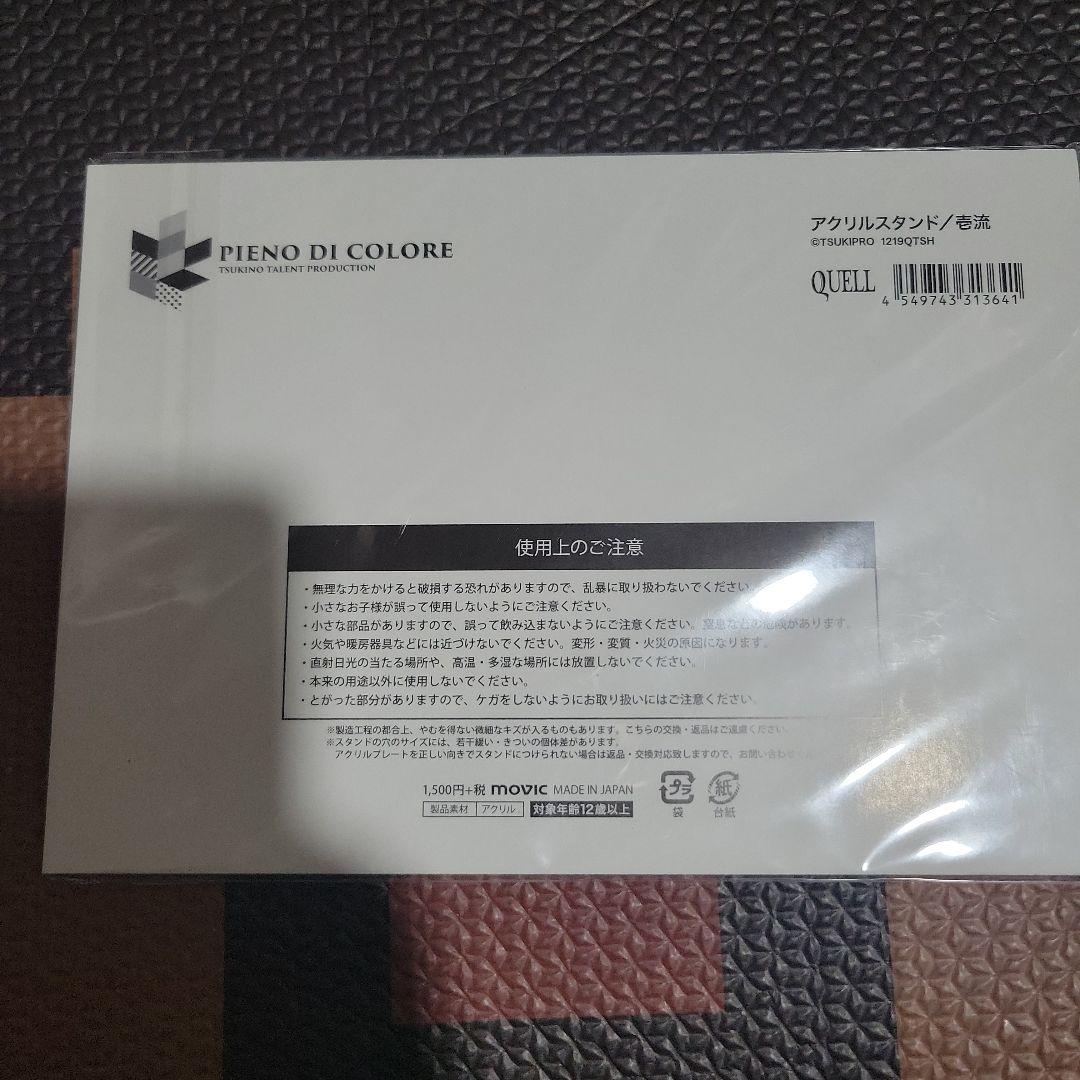 PIENO DI COLORE
TSUKINO TALENT PRODUCTION
アクリルスタンド／壱流
©TSUKIPRO 1219QTSH
QUELL
4 549743 313641
使用上のご注意
・無理な力をかけると破損する恐れがありますので、乱暴に取り扱わないでください。
・小さなお子様が誤って使用しないようにご注意ください。
・小さな部品がありますので、誤って飲み込まないようにご注意ください。窒息などの危険があります。
・火気や暖房器具などには近づけないでください。変形・変質・火災の原因になります。
・直射日光の当たる場所や、高温・多湿な場所には放置しないでください。
・本来の用途以外に使用しないでください。
・とがった部分がありますので、ケガをしないようにお取り扱いにはご注意ください。
※製造工程の都合上、やむを得ない微細なキズが入るものもあります。こちらの交換・返品はご遠慮ください。
※スタンドの穴のサイズには、若干緩い・きついの個体差があります。
アクリルプレートを正しい向きでスタンドにつけられない場合は返品・交換対応致しますので、お問い合わせ
1,500円+税 movic MADE IN JAPAN
製品素材 アクリル 対象年齢12歳以上
プラ 紙
袋 台紙